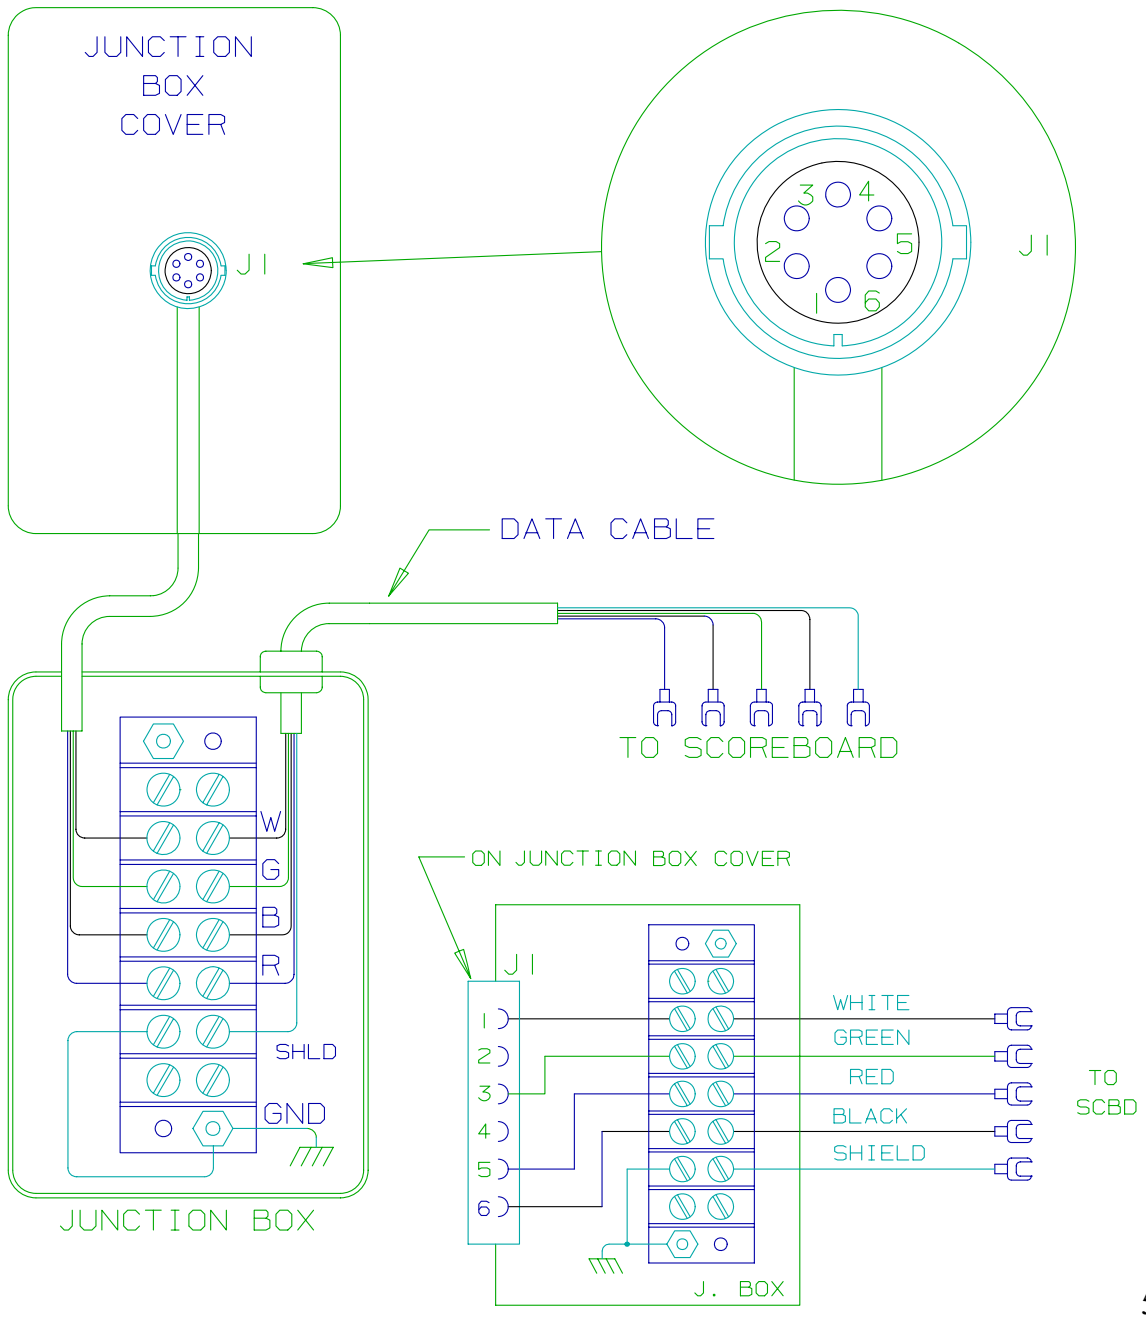 JUNCTION
BOX
COVER
J1
3 4
2 5
1 6
J1
DATA CABLE
TO SCOREBOARD
W
G
B
R
SHLD
GND
JUNCTION BOX
ON JUNCTION BOX COVER
J1
1
2
3
4
5
6
WHITE
GREEN
RED
BLACK
SHIELD
TO
SCBD
J. BOX